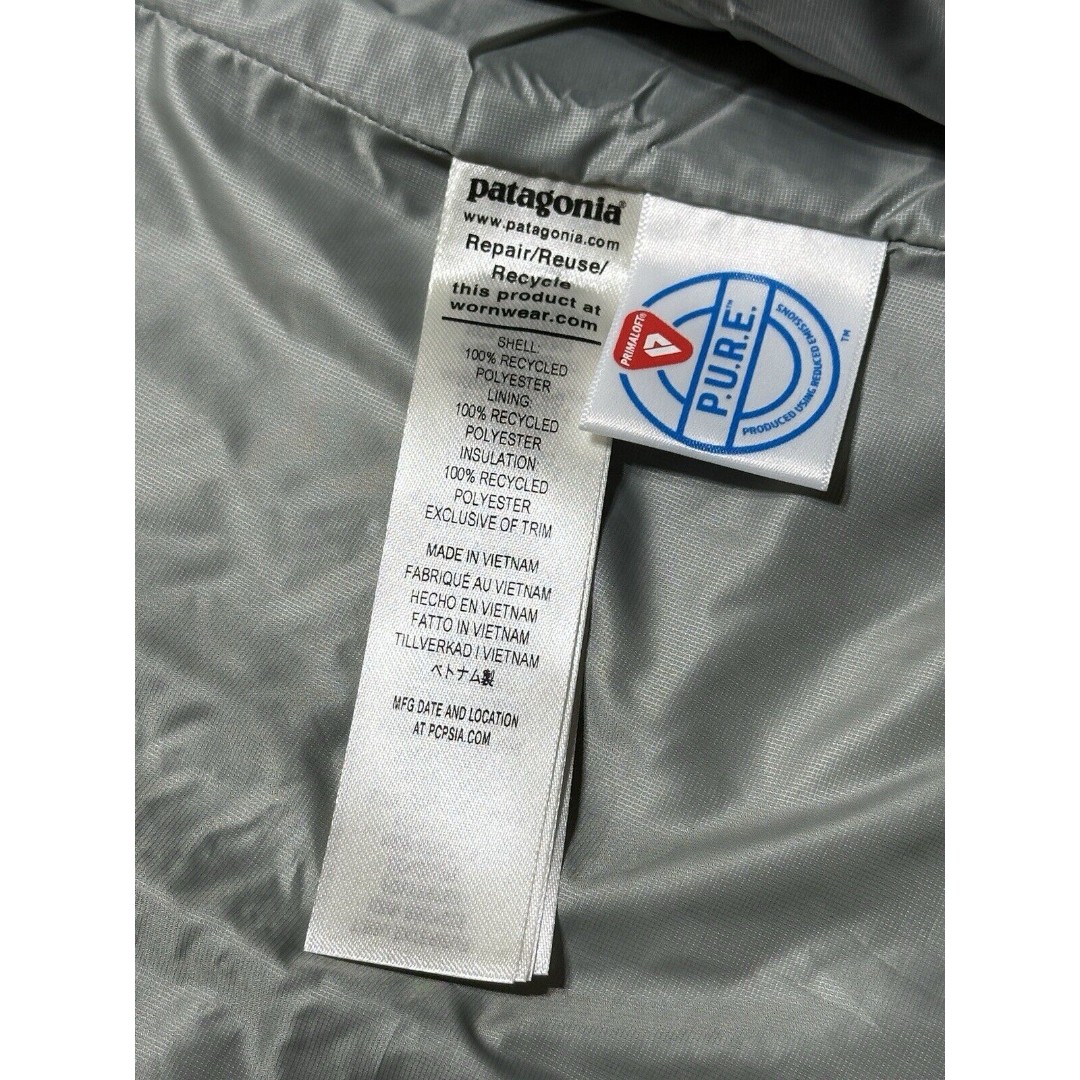 patagonia®
www.patagonia.com
Repair/Reuse/
Recycle
this product at
wornwear.com
SHELL:
100% RECYCLED
POLYESTER
LINING:
100% RECYCLED
POLYESTER
INSULATION:
100% RECYCLED
POLYESTER
EXCLUSIVE OF TRIM
MADE IN VIETNAM
FABRIQUÉ AU VIETNAM
HECHO EN VIETNAM
FATTO IN VIETNAM
TILLVERKAD I VIETNAM
ベトナム製
MFG DATE AND LOCATION
AT PCPSIA.COM
PRIMALOFT®
P.U.R.E.™
PRODUCED USING REDUCED EMISSIONS
™